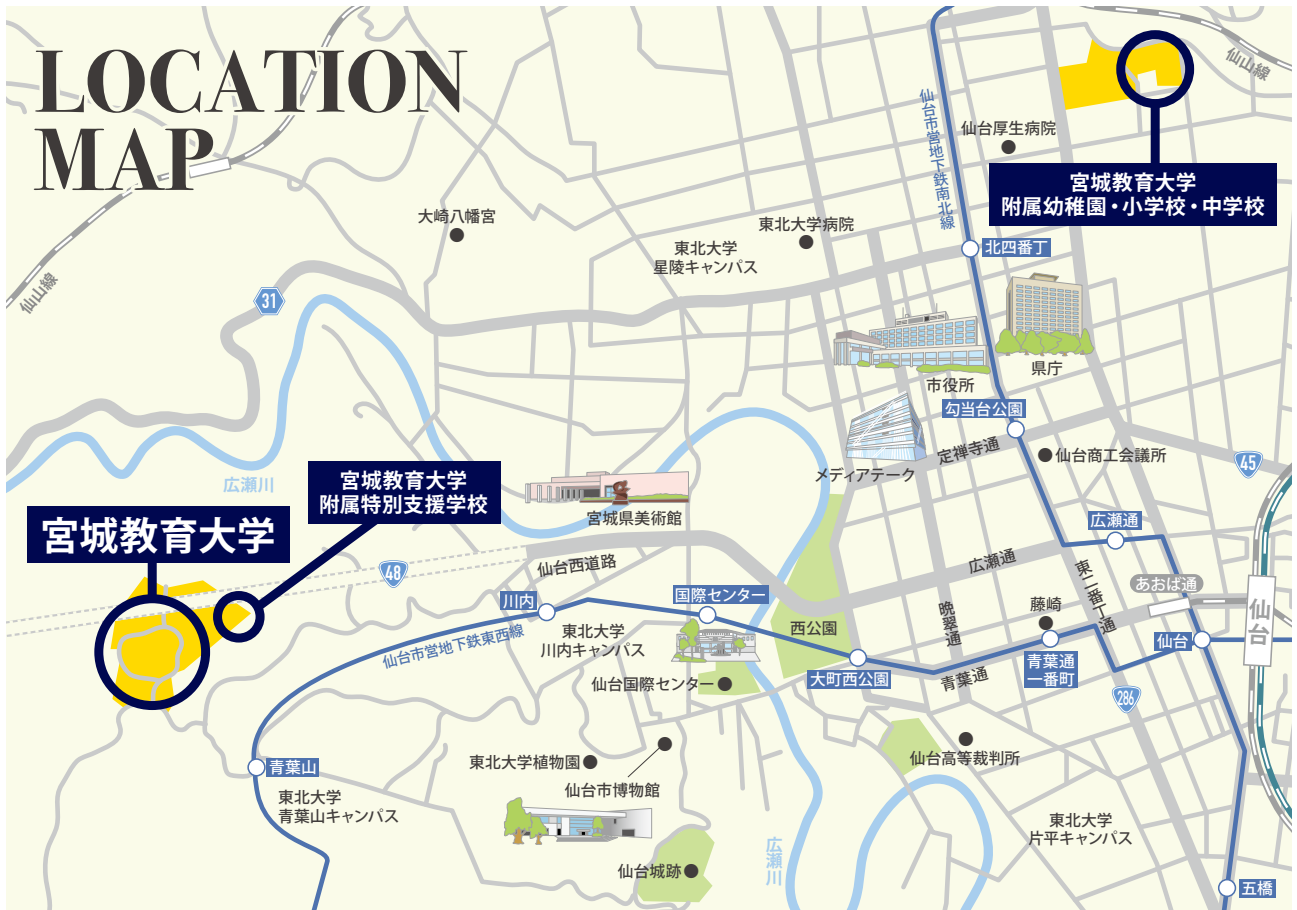 LOCATION
MAP
仙山線
仙台市営地下鉄南北線
仙台厚生病院
宮城教育大学
附属幼稚園・小学校・中学校
大崎八幡宮
東北大学
星陵キャンパス
東北大学病院
北四番丁
仙山線
31
県庁
市役所
勾当台公園
定禅寺通
メディアテーク
仙台商工会議所
45
広瀬川
宮城教育大学
附属特別支援学校
宮城県美術館
宮城教育大学
48
仙台西道路
広瀬通
広瀬通
東二番丁通
あおば通
仙台
川内
国際センター
西公園
晩翠通
藤崎
仙台
仙台市営地下鉄東西線
東北大学
川内キャンパス
仙台国際センター
大町西公園
青葉通
青葉通
一番町
286
青葉山
東北大学
青葉山キャンパス
東北大学植物園
仙台市博物館
仙台高等裁判所
東北大学
片平キャンパス
広瀬川
仙台城跡
五橋